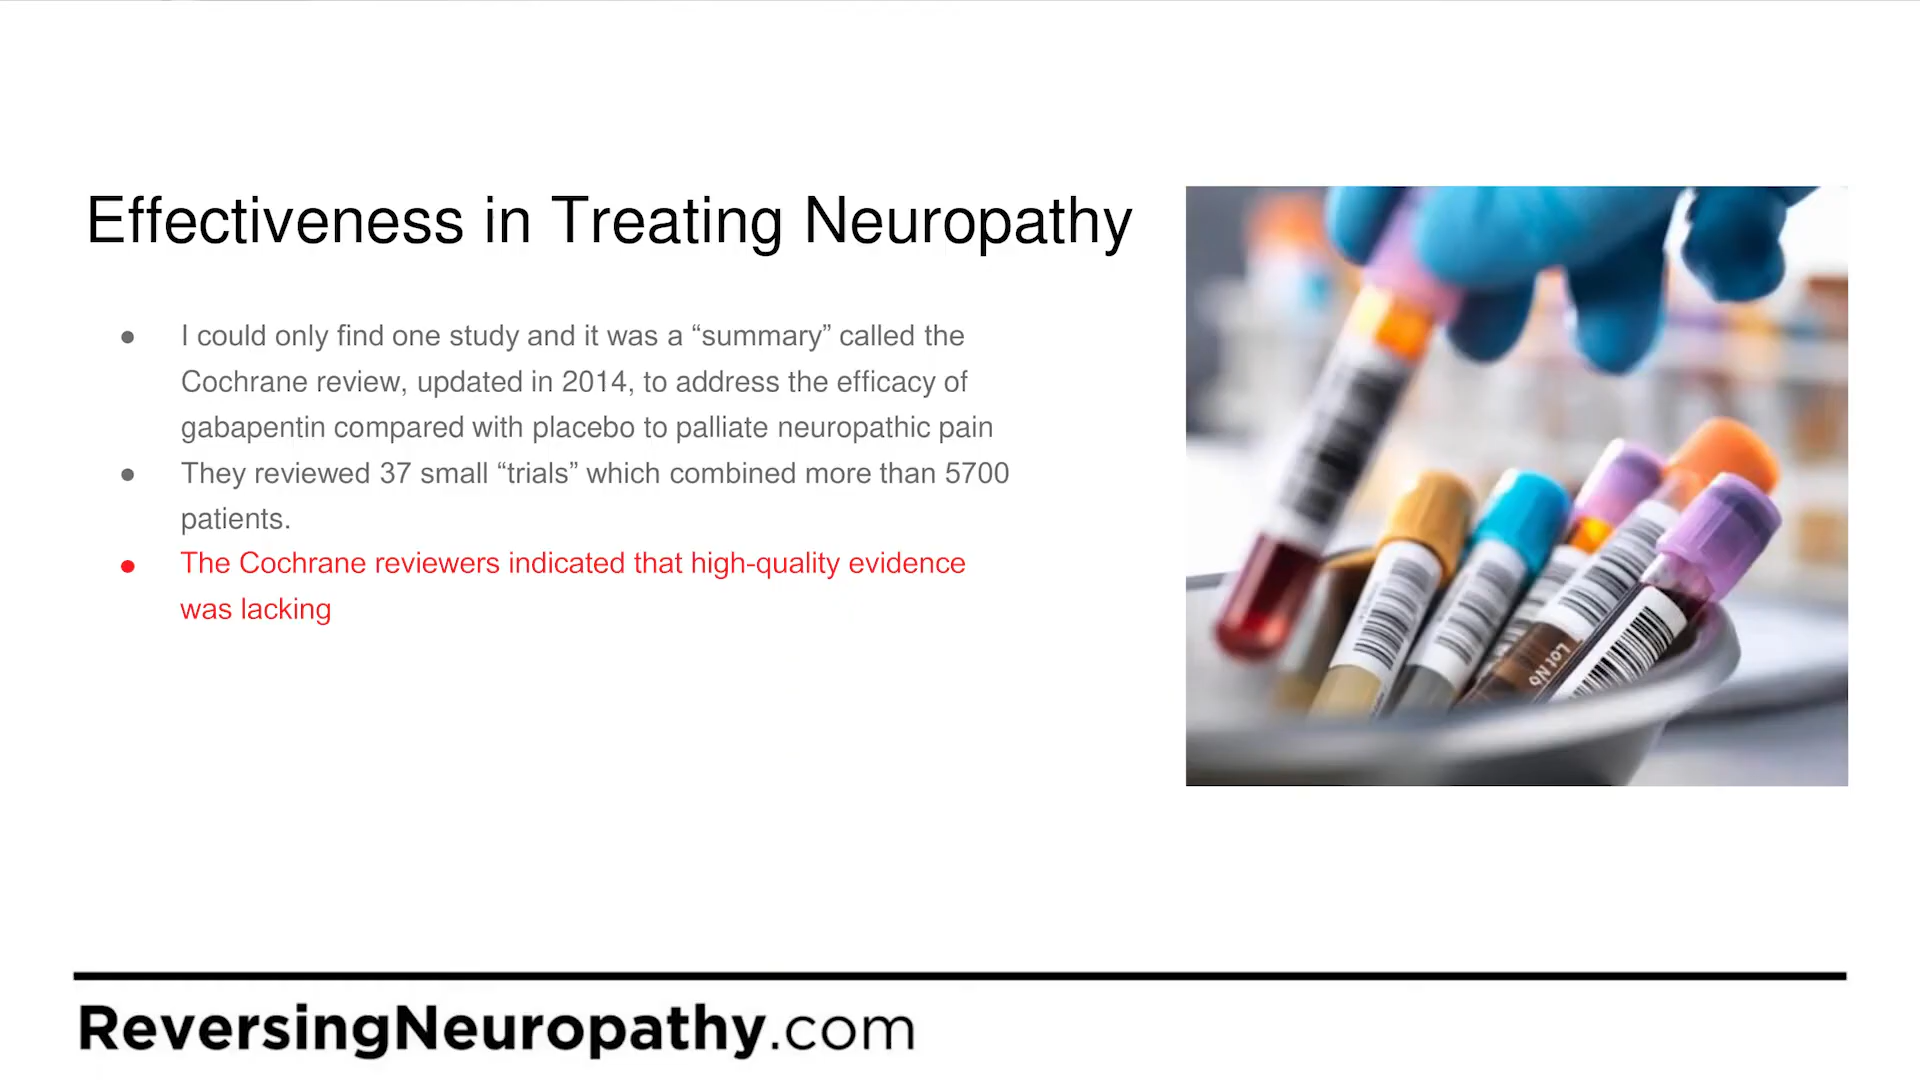 Effectiveness in Treating Neuropathy
● I could only find one study and it was a “summary” called the
Cochrane review, updated in 2014, to address the efficacy of
gabapentin compared with placebo to palliate neuropathic pain
● They reviewed 37 small “trials” which combined more than 5700
patients.
● The Cochrane reviewers indicated that high-quality evidence
was lacking
Lot No
ReversingNeuropathy.com